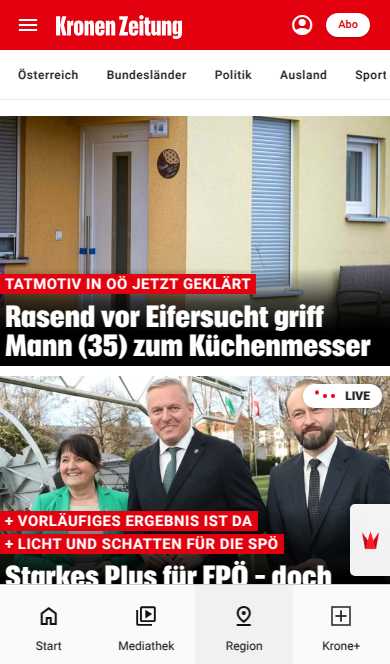 Kronen Zeitung
Abo
Österreich
Bundesländer
Politik
Ausland
Sport
TATMOTIV IN OÖ JETZT GEKLÄRT
Rasend vor Eifersucht griff
Mann (35) zum Küchenmesser
LIVE
+ VORLÄUFIGES ERGEBNIS IST DA
+ LICHT UND SCHATTEN FÜR DIE SPÖ
Starkes Plus für FPÖ – doch
Start
Mediathek
Region
Krone+